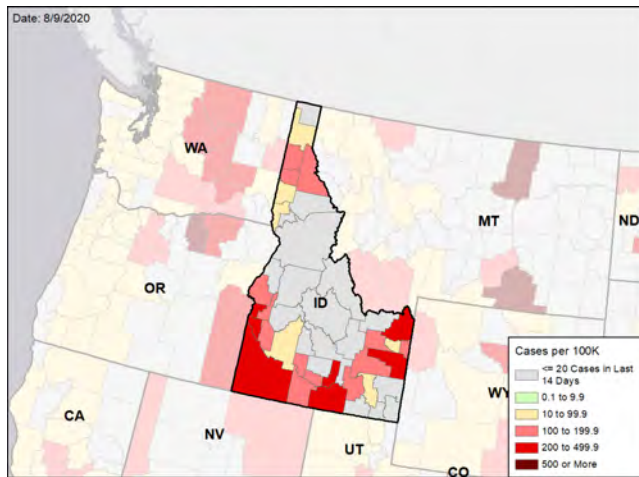 Date: 8/9/2020
WA
MT
ND
OR
ID
WY
CA
NV
UT
CO
Cases per 100K
<= 20 Cases in Last
14 Days
0.1 to 9.9
10 to 99.9
100 to 199.9
200 to 499.9
500 or More